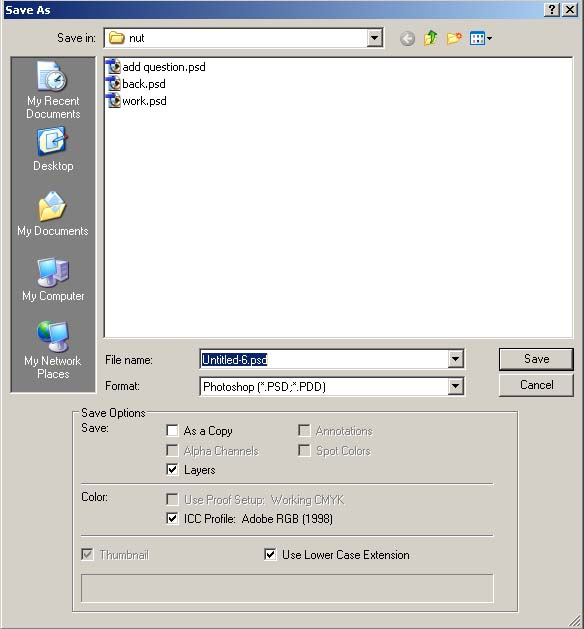 Save As
Save in: nut
add question.psd
back.psd
work.psd
My Recent
Documents
Desktop
My Documents
My Computer
My Network
Places
File name: Untitled-6.psd
Save
Format: Photoshop (*.PSD;*.PDD)
Cancel
Save Options
Save: As a Copy Annotations
Alpha Channels Spot Colors
Layers
Color: Use Proof Setup: Working CMYK
ICC Profile: Adobe RGB (1998)
Thumbnail Use Lower Case Extension